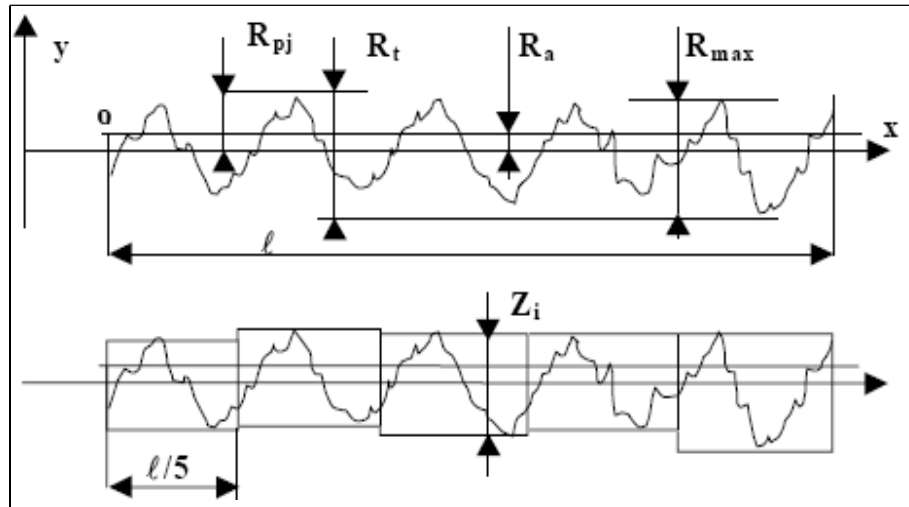 y R_pj R_t R_a R_max
o x
ℓ
Z_i
ℓ/5